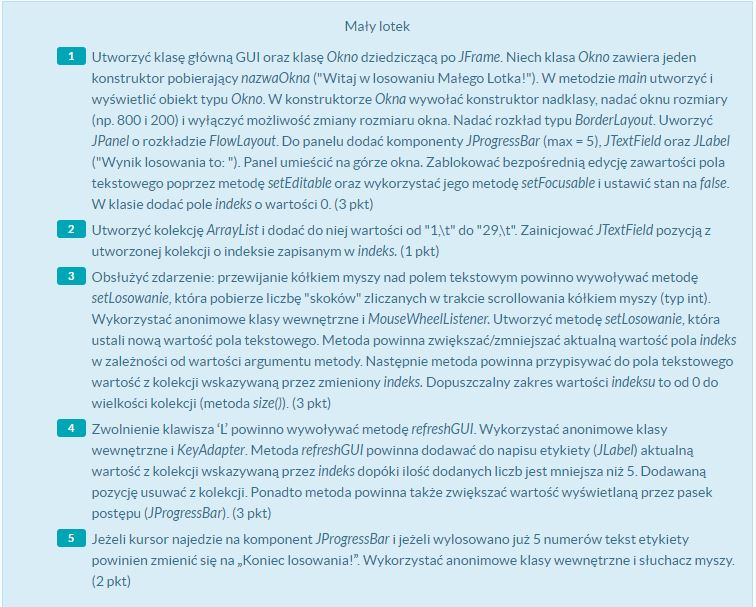 Mały lotek
1 Utworzyć klasę główną GUI oraz klasę Okno dziedziczącą po JFrame. Niech klasa Okno zawiera jeden
konstruktor pobierający nazwaOkna ("Witaj w losowaniu Małego Lotka!"). W metodzie main utworzyć i
wyświetlić obiekt typu Okno. W konstruktorze Okna wywołać konstruktor nadklasy, nadać oknu rozmiary
(np. 800 i 200) i wyłączyć możliwość zmiany rozmiaru okna. Nadać rozkład typu BorderLayout. Uworzyć
JPanel o rozkładzie FlowLayout. Do panelu dodać komponenty JProgressBar (max = 5), JTextField oraz JLabel
("Wynik losowania to: "). Panel umieścić na górze okna. Zablokować bezpośrednią edycję zawartości pola
tekstowego poprzez metodę setEditable oraz wykorzystać jego metodę setFocusable i ustawić stan na false.
W klasie dodać pole indeks o wartości 0. (3 pkt)
2 Utworzyć kolekcję ArrayList i dodać do niej wartości od "1,\t" do "29,\t". Zainicjować JTextField pozycją z
utworzonej kolekcji o indeksie zapisanym w indeks. (1 pkt)
3 Obsłużyć zdarzenie: przewijanie kółkiem myszy nad polem tekstowym powinno wywoływać metodę
setLosowanie, która pobierze liczbę "skoków" zliczanych w trakcie scrollowania kółkiem myszy (typ int).
Wykorzystać anonimowe klasy wewnętrzne i MouseWheelListener. Utworzyć metodę setLosowanie, która
ustali nową wartość pola tekstowego. Metoda powinna zwiększać/zmniejszać aktualną wartość pola indeks
w zależności od wartości argumentu metody. Następnie metoda powinna przypisywać do pola tekstowego
wartość z kolekcji wskazywaną przez zmieniony indeks. Dopuszczalny zakres wartości indeksu to od 0 do
wielkości kolekcji (metoda size()). (3 pkt)
4 Zwolnienie klawisza 'L' powinno wywoływać metodę refreshGUI. Wykorzystać anonimowe klasy
wewnętrzne i KeyAdapter. Metoda refreshGUI powinna dodawać do napisu etykiety (JLabel) aktualną
wartość z kolekcji wskazywaną przez indeks dopóki ilość dodanych liczb jest mniejsza niż 5. Dodawaną
pozycję usuwać z kolekcji. Ponadto metoda powinna także zwiększać wartość wyświetlaną przez pasek
postępu (JProgressBar). (3 pkt)
5 Jeżeli kursor najedzie na komponent JProgressBar i jeżeli wylosowano już 5 numerów tekst etykiety
powinien zmienić się na „Koniec losowania!”. Wykorzystać anonimowe klasy wewnętrzne i słuchacz myszy.
(2 pkt)